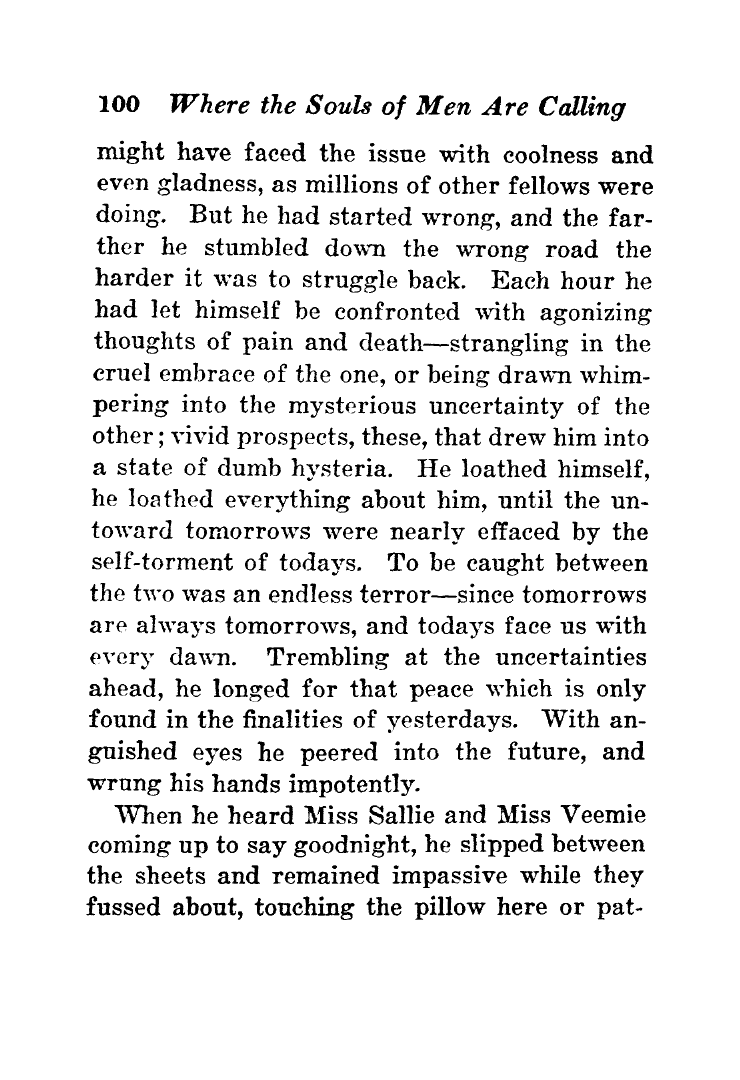 100 Where the Souls of Men Are Calling
might have faced the issue with coolness and
even gladness, as millions of other fellows were
doing. But he had started wrong, and the far-
ther he stumbled down the wrong road the
harder it was to struggle back. Each hour he
had let himself be confronted with agonizing
thoughts of pain and death—strangling in the
cruel embrace of the one, or being drawn whim-
pering into the mysterious uncertainty of the
other; vivid prospects, these, that drew him into
a state of dumb hysteria. He loathed himself,
he loathed everything about him, until the un-
toward tomorrows were nearly effaced by the
self-torment of todays. To be caught between
the two was an endless terror—since tomorrows
are always tomorrows, and todays face us with
every dawn. Trembling at the uncertainties
ahead, he longed for that peace which is only
found in the finalities of yesterdays. With an-
guished eyes he peered into the future, and
wrung his hands impotently.
When he heard Miss Sallie and Miss Veemie
coming up to say goodnight, he slipped between
the sheets and remained impassive while they
fussed about, touching the pillow here or pat-